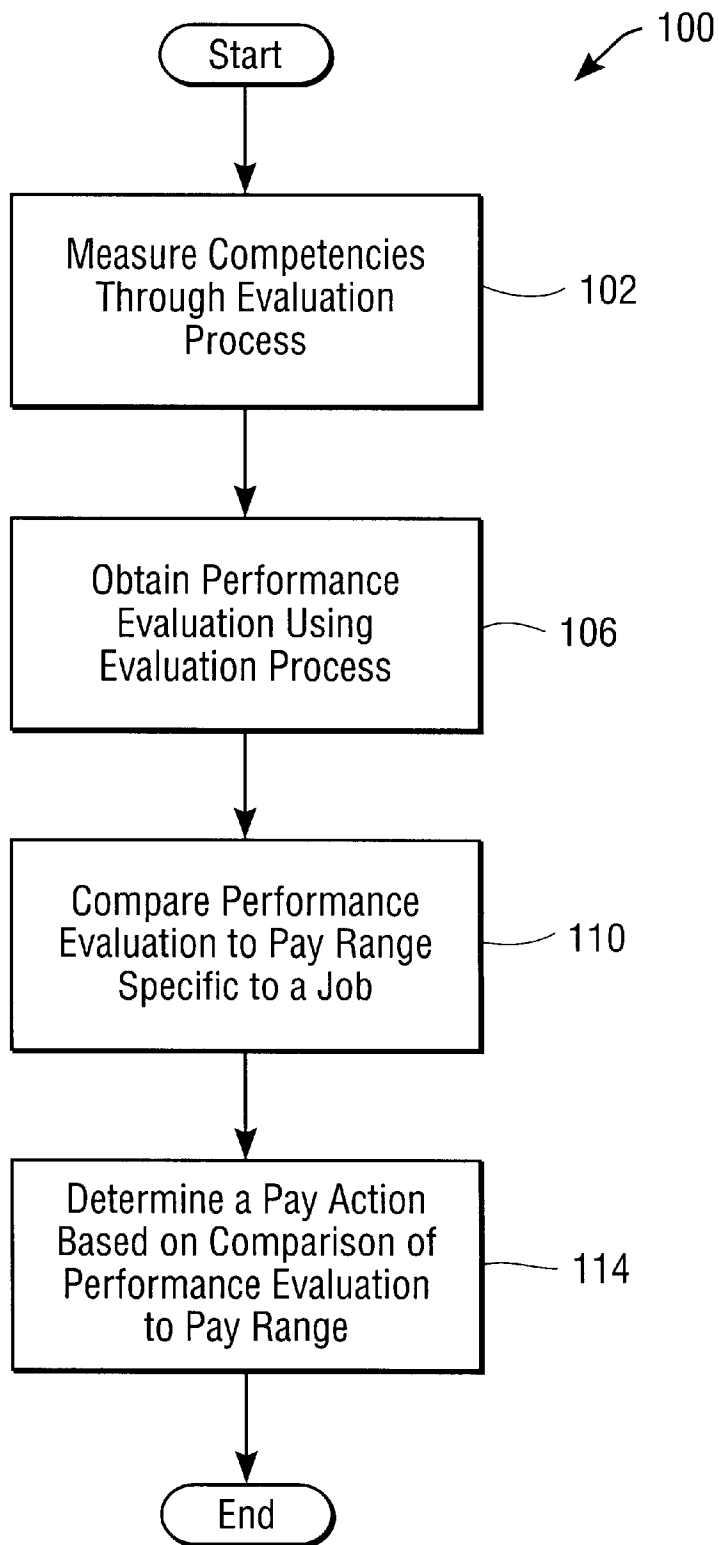 100
Start
Measure Competencies
Through Evaluation
Process
102
Obtain Performance
Evaluation Using
Evaluation Process
106
Compare Performance
Evaluation to Pay Range
Specific to a Job
110
Determine a Pay Action
Based on Comparison of
Performance Evaluation
to Pay Range
114
End